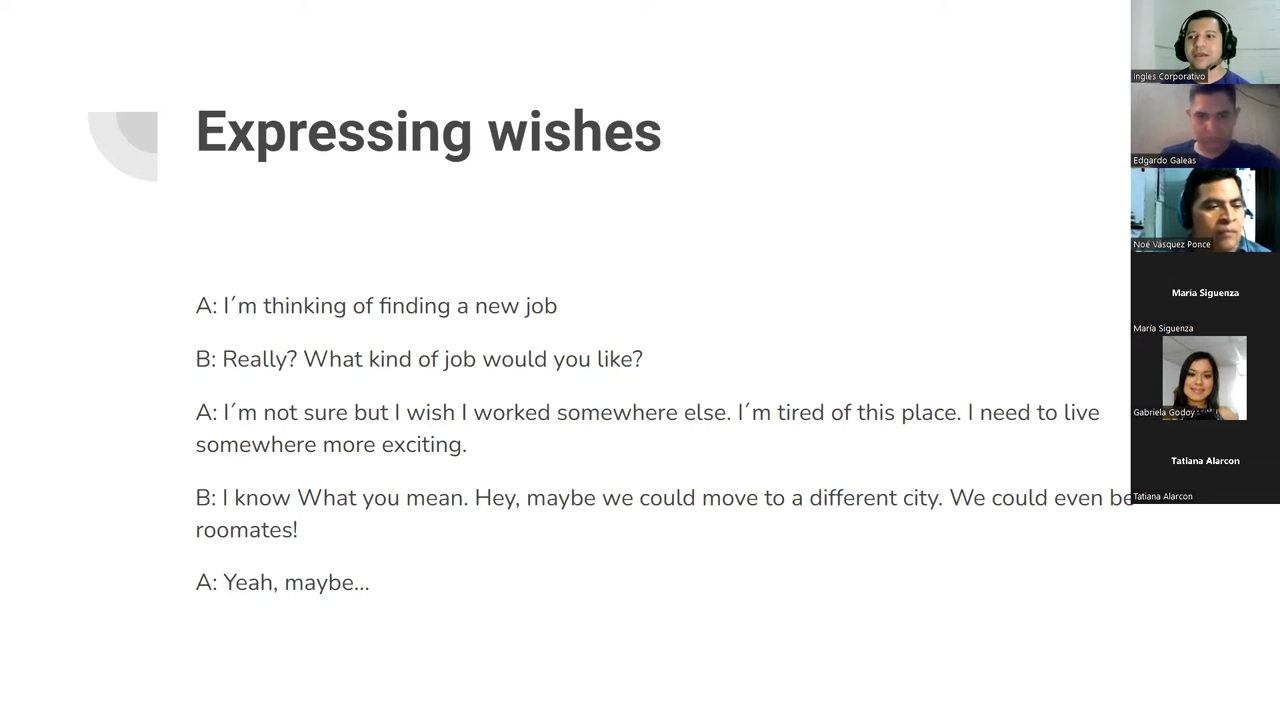 Expressing wishes
A: I´m thinking of finding a new job
B: Really? What kind of job would you like?
A: I´m not sure but I wish I worked somewhere else. I´m tired of this place. I need to live
somewhere more exciting.
B: I know What you mean. Hey, maybe we could move to a different city. We could even be
roomates!
A: Yeah, maybe...
Ingles Corporativo
Edgardo Galeas
Noé Vásquez Ponce
María Siguenza
María Siguenza
Gabriela Godoy
Tatiana Alarcon
Tatiana Alarcon